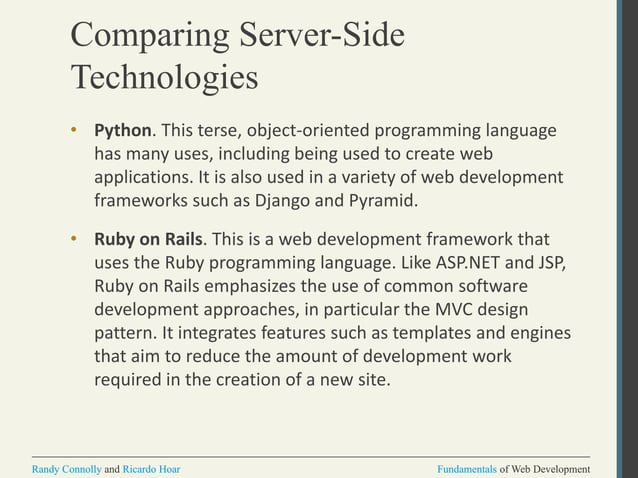 Comparing Server-Side
Technologies
• Python. This terse, object-oriented programming language
has many uses, including being used to create web
applications. It is also used in a variety of web development
frameworks such as Django and Pyramid.
• Ruby on Rails. This is a web development framework that
uses the Ruby programming language. Like ASP.NET and JSP,
Ruby on Rails emphasizes the use of common software
development approaches, in particular the MVC design
pattern. It integrates features such as templates and engines
that aim to reduce the amount of development work
required in the creation of a new site.
Randy Connolly and Ricardo Hoar
Fundamentals of Web Development